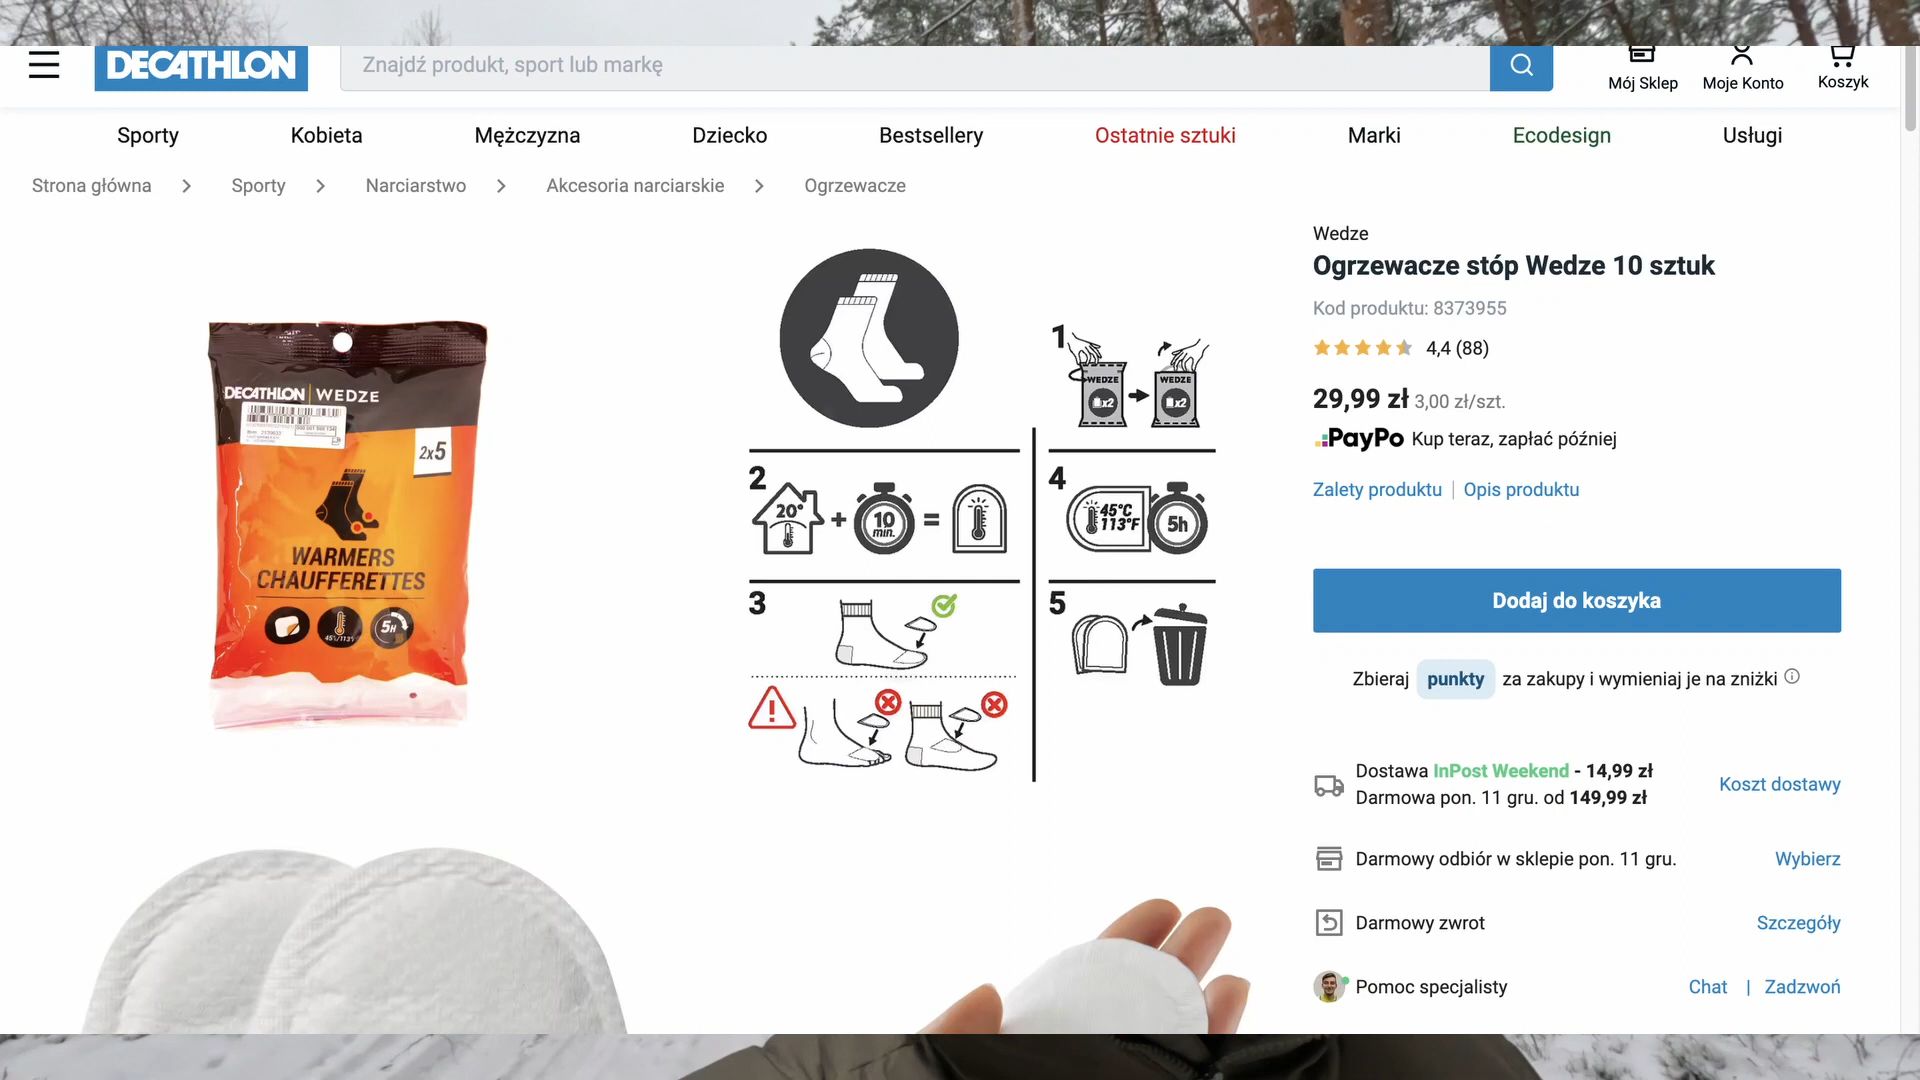 DECATHLON
Znajdź produkt, sport lub markę
Mój Sklep
Moje Konto
Koszyk
Sporty
Kobieta
Mężczyzna
Dziecko
Bestsellery
Ostatnie sztuki
Marki
Ecodesign
Usługi
Strona główna
Sporty
Narciarstwo
Akcesoria narciarskie
Ogrzewacze
DECATHLON WEDZE
2x5
WARMERS
CHAUFFERETTES
45°/113°F
5H
1
WEDZE
x2
WEDZE
x2
2
20°
+
10
min.
=
3
4
45°C
113°F
5h
5
Wedze
Ogrzewacze stóp Wedze 10 sztuk
Kod produktu: 8373955
4,4 (88)
29,99 zł 3,00 zł/szt.
PayPo Kup teraz, zapłać później
Zalety produktu | Opis produktu
Dodaj do koszyka
Zbieraj punkty za zakupy i wymieniaj je na zniżki
Dostawa InPost Weekend - 14,99 zł
Darmowa pon. 11 gru. od 149,99 zł
Koszt dostawy
Darmowy odbiór w sklepie pon. 11 gru.
Wybierz
Darmowy zwrot
Szczegóły
Pomoc specjalisty
Chat | Zadzwoń